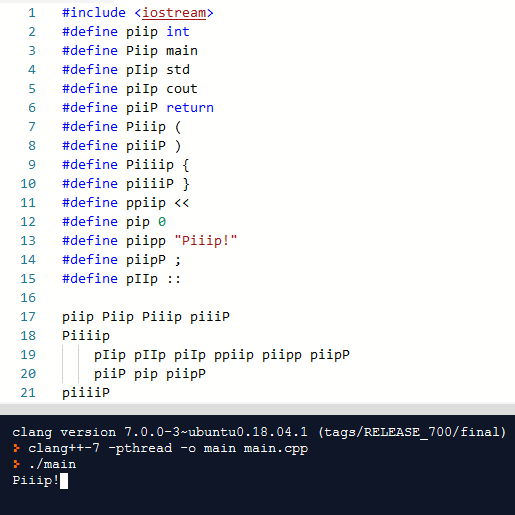 1 #include <iostream>
2 #define piip int
3 #define Piip main
4 #define pIip std
5 #define piIp cout
6 #define piiP return
7 #define Piiip (
8 #define piiiP )
9 #define Piiiip {
10 #define piiiiP }
11 #define ppiip <<
12 #define pip 0
13 #define piipp "Piiip!"
14 #define piipP ;
15 #define pIIp ::
16
17 piip Piip Piiip piiiP
18 Piiiip
19 pIip pIIp piIp ppiip piipp piipP
20 piiP pip piipP
21 piiiiP
clang version 7.0.0-3~ubuntu0.18.04.1 (tags/RELEASE_700/final)
> clang++-7 -pthread -o main main.cpp
> ./main
Piiip!